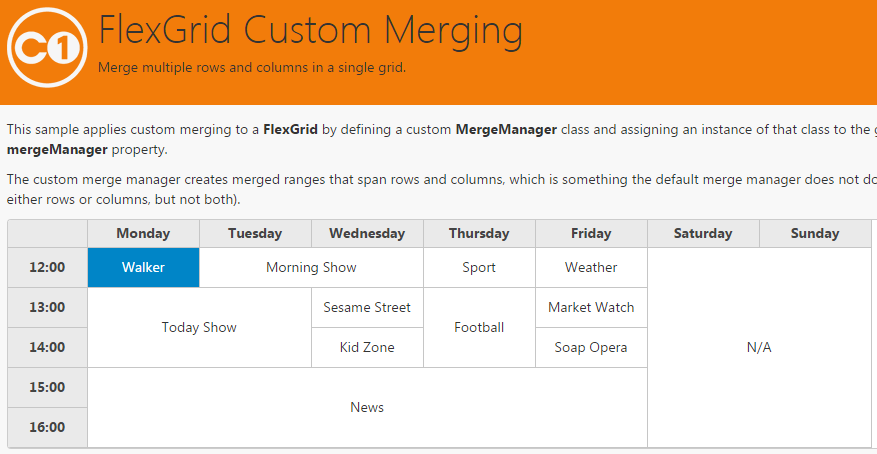 C1
FlexGrid Custom Merging
Merge multiple rows and columns in a single grid.
This sample applies custom merging to a FlexGrid by defining a custom MergeManager class and assigning an instance of that class to the
mergeManager property.
The custom merge manager creates merged ranges that span rows and columns, which is something the default merge manager does not
either rows or columns, but not both).
Monday Tuesday Wednesday Thursday Friday Saturday Sunday
12:00 Walker Morning Show Sport Weather
13:00 Sesame Street Market Watch
Today Show Football
14:00 Kid Zone Soap Opera N/A
15:00
News
16:00